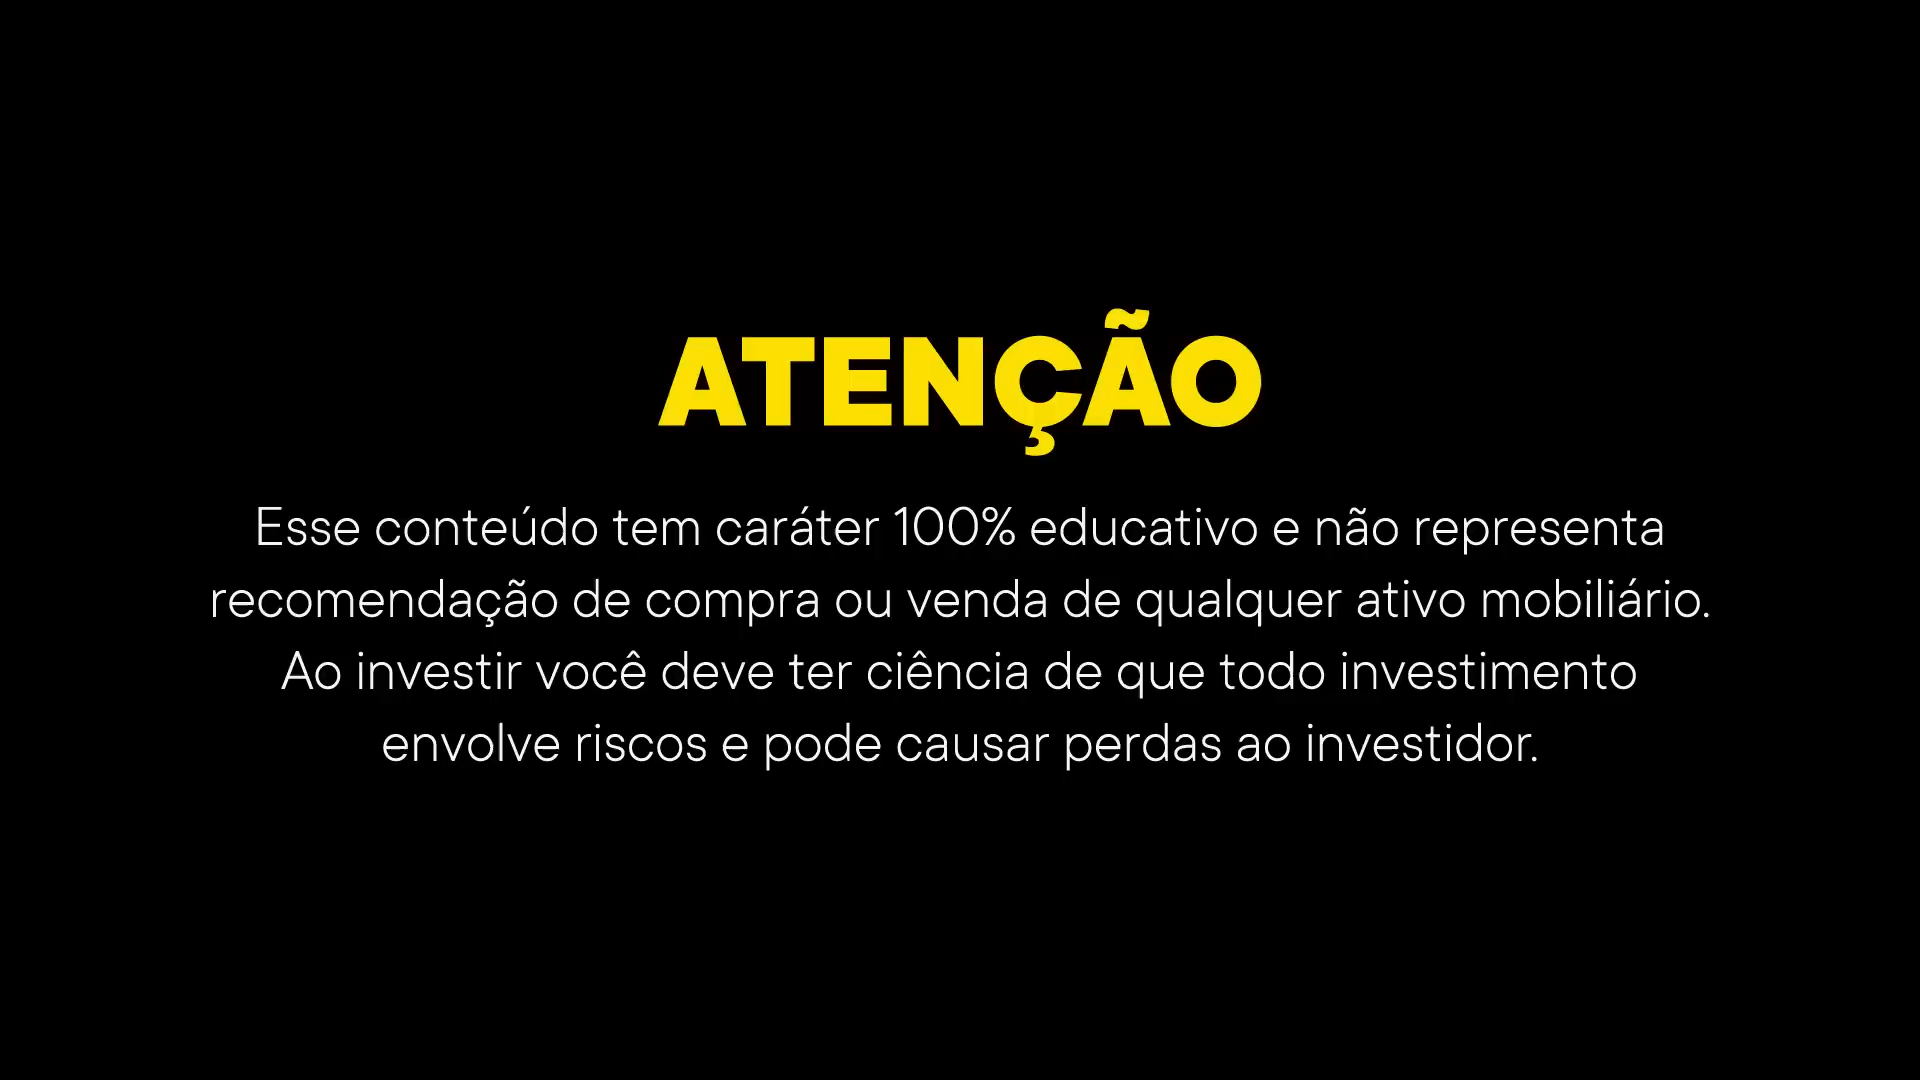 ATENÇÃO
Esse conteúdo tem caráter 100% educativo e não representa
recomendação de compra ou venda de qualquer ativo mobiliário.
Ao investir você deve ter ciência de que todo investimento
envolve riscos e pode causar perdas ao investidor.